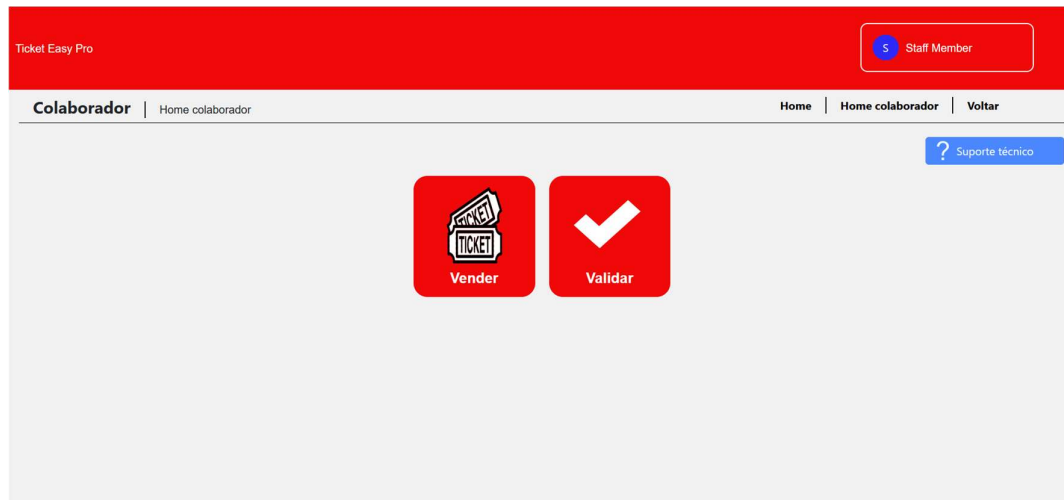 Ticket Easy Pro
S Staff Member
Colaborador | Home colaborador
Home | Home colaborador | Voltar
? Suporte técnico
TICKET
TICKET
Vender
Validar